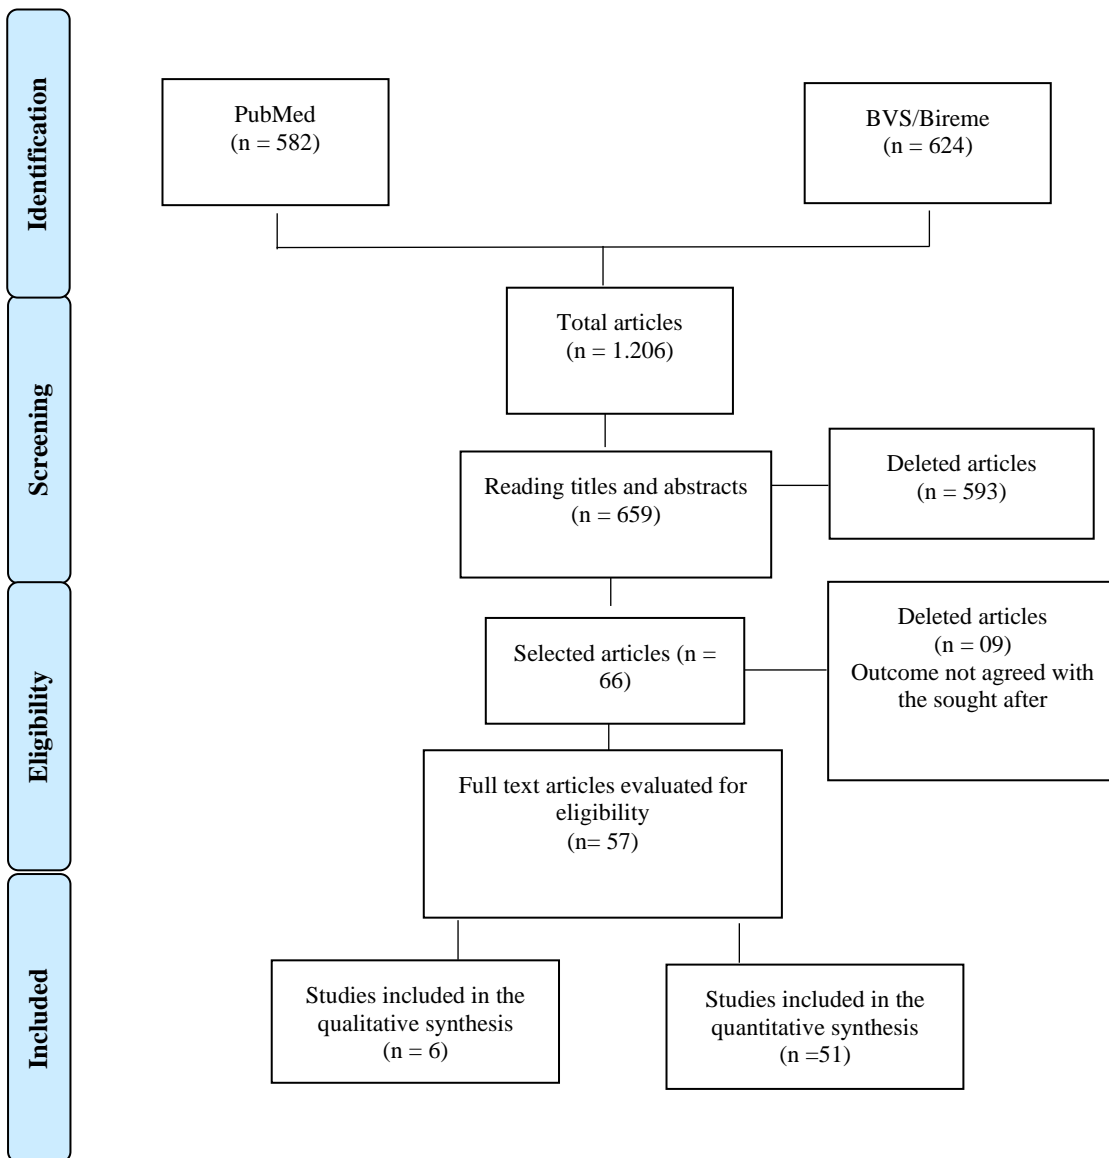 Identification
PubMed
(n = 582)
BVS/Bireme
(n = 624)
Total articles
(n = 1.206)
Screening
Reading titles and abstracts
(n = 659)
Deleted articles
(n = 593)
Eligibility
Selected articles (n =
66)
Deleted articles
(n = 09)
Outcome not agreed with
the sought after
Full text articles evaluated for
eligibility
(n= 57)
Included
Studies included in the
qualitative synthesis
(n = 6)
Studies included in the
quantitative synthesis
(n =51)